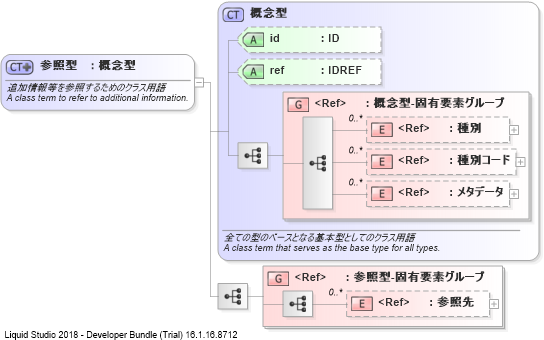 CT 概念型
A id : ID
A ref : IDREF
CT 参照型 : 概念型
追加情報等を参照するためのクラス用語
A class term to refer to additional information.
G <Ref> : 概念型-固有要素グループ
0..*
E <Ref> : 種別
0..*
E <Ref> : 種別コード
0..*
E <Ref> : メタデータ
全ての型のベースとなる基本型としてのクラス用語
A class term that serves as the base type for all types.
G <Ref> : 参照型-固有要素グループ
0..*
E <Ref> : 参照先
Liquid Studio 2018 - Developer Bundle (Trial) 16.1.16.8712